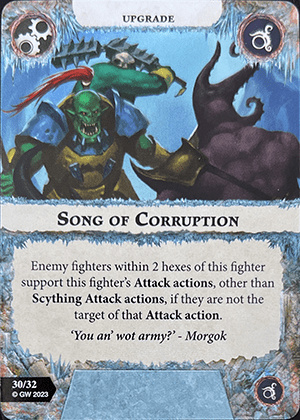 UPGRADE
SONG OF CORRUPTION
Enemy fighters within 2 hexes of this fighter
support this fighter's Attack actions, other than
Scything Attack actions, if they are not the
target of that Attack action.
'You an' wot army?' - Morgok
30/32
© GW 2023